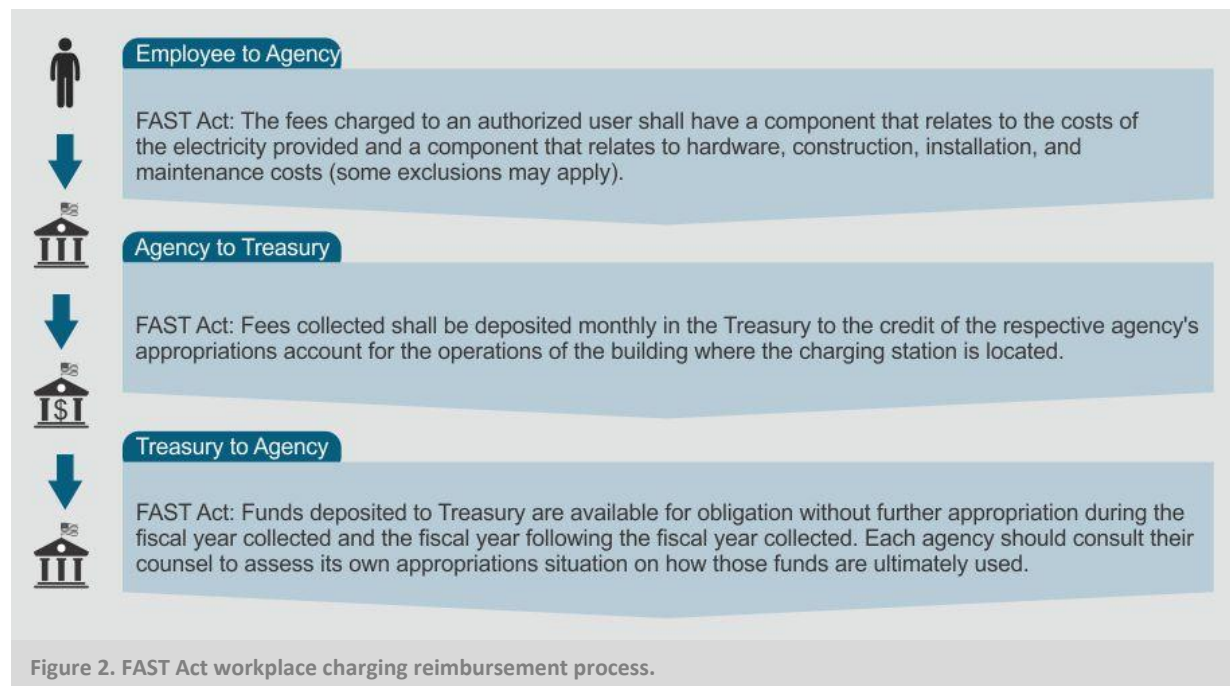 Employee to Agency
FAST Act: The fees charged to an authorized user shall have a component that relates to the costs of
the electricity provided and a component that relates to hardware, construction, installation, and
maintenance costs (some exclusions may apply).
Agency to Treasury
FAST Act: Fees collected shall be deposited monthly in the Treasury to the credit of the respective agency's
appropriations account for the operations of the building where the charging station is located.
$
Treasury to Agency
FAST Act: Funds deposited to Treasury are available for obligation without further appropriation during the
fiscal year collected and the fiscal year following the fiscal year collected. Each agency should consult their
counsel to assess its own appropriations situation on how those funds are ultimately used.
Figure 2. FAST Act workplace charging reimbursement process.